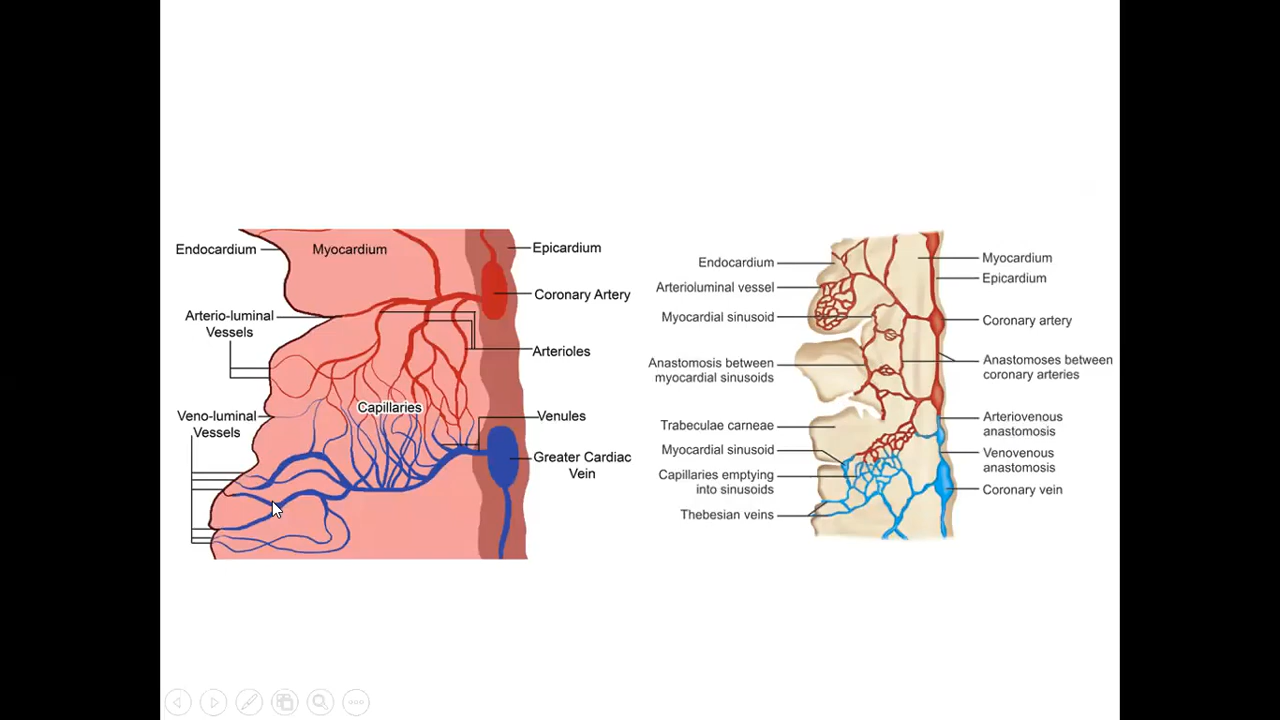 Endocardium
Myocardium
Epicardium
Coronary Artery
Arterio-luminal
Vessels
Arterioles
Capillaries
Veno-luminal
Vessels
Venules
Greater Cardiac
Vein
Endocardium
Arterioluminal vessel
Myocardial sinusoid
Anastomosis between
myocardial sinusoids
Trabeculae carneae
Myocardial sinusoid
Capillaries emptying
into sinusoids
Thebesian veins
Myocardium
Epicardium
Coronary artery
Anastomoses between
coronary arteries
Arteriovenous
anastomosis
Venovenous
anastomosis
Coronary vein